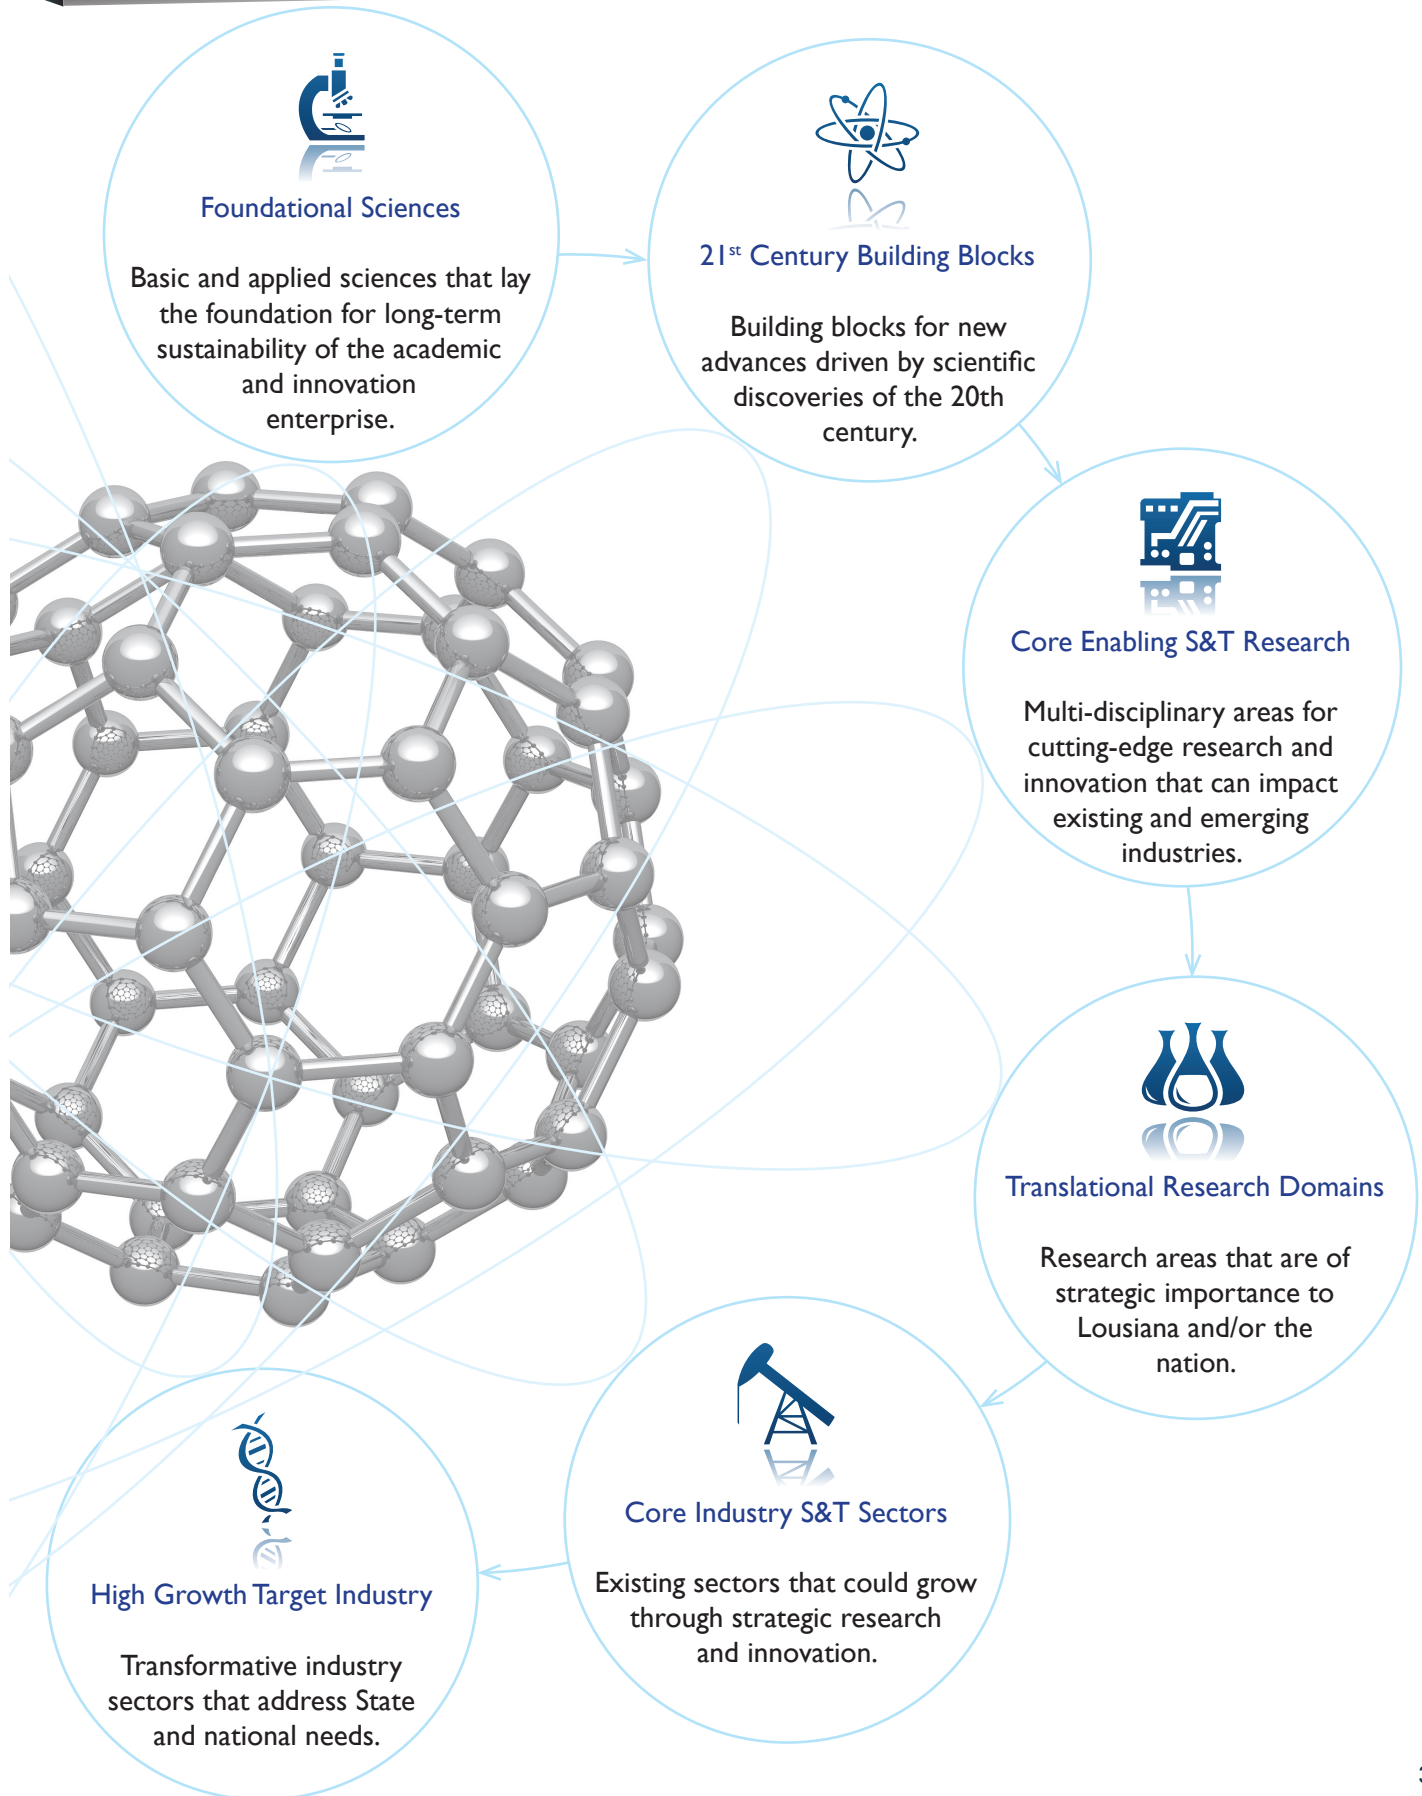 Foundational Sciences
Basic and applied sciences that lay
the foundation for long-term
sustainability of the academic
and innovation
enterprise.
21st Century Building Blocks
Building blocks for new
advances driven by scientific
discoveries of the 20th
century.
Core Enabling S&T Research
Multi-disciplinary areas for
cutting-edge research and
innovation that can impact
existing and emerging
industries.
Translational Research Domains
Research areas that are of
strategic importance to
Lousiana and/or the
nation.
Core Industry S&T Sectors
Existing sectors that could grow
through strategic research
and innovation.
High Growth Target Industry
Transformative industry
sectors that address State
and national needs.